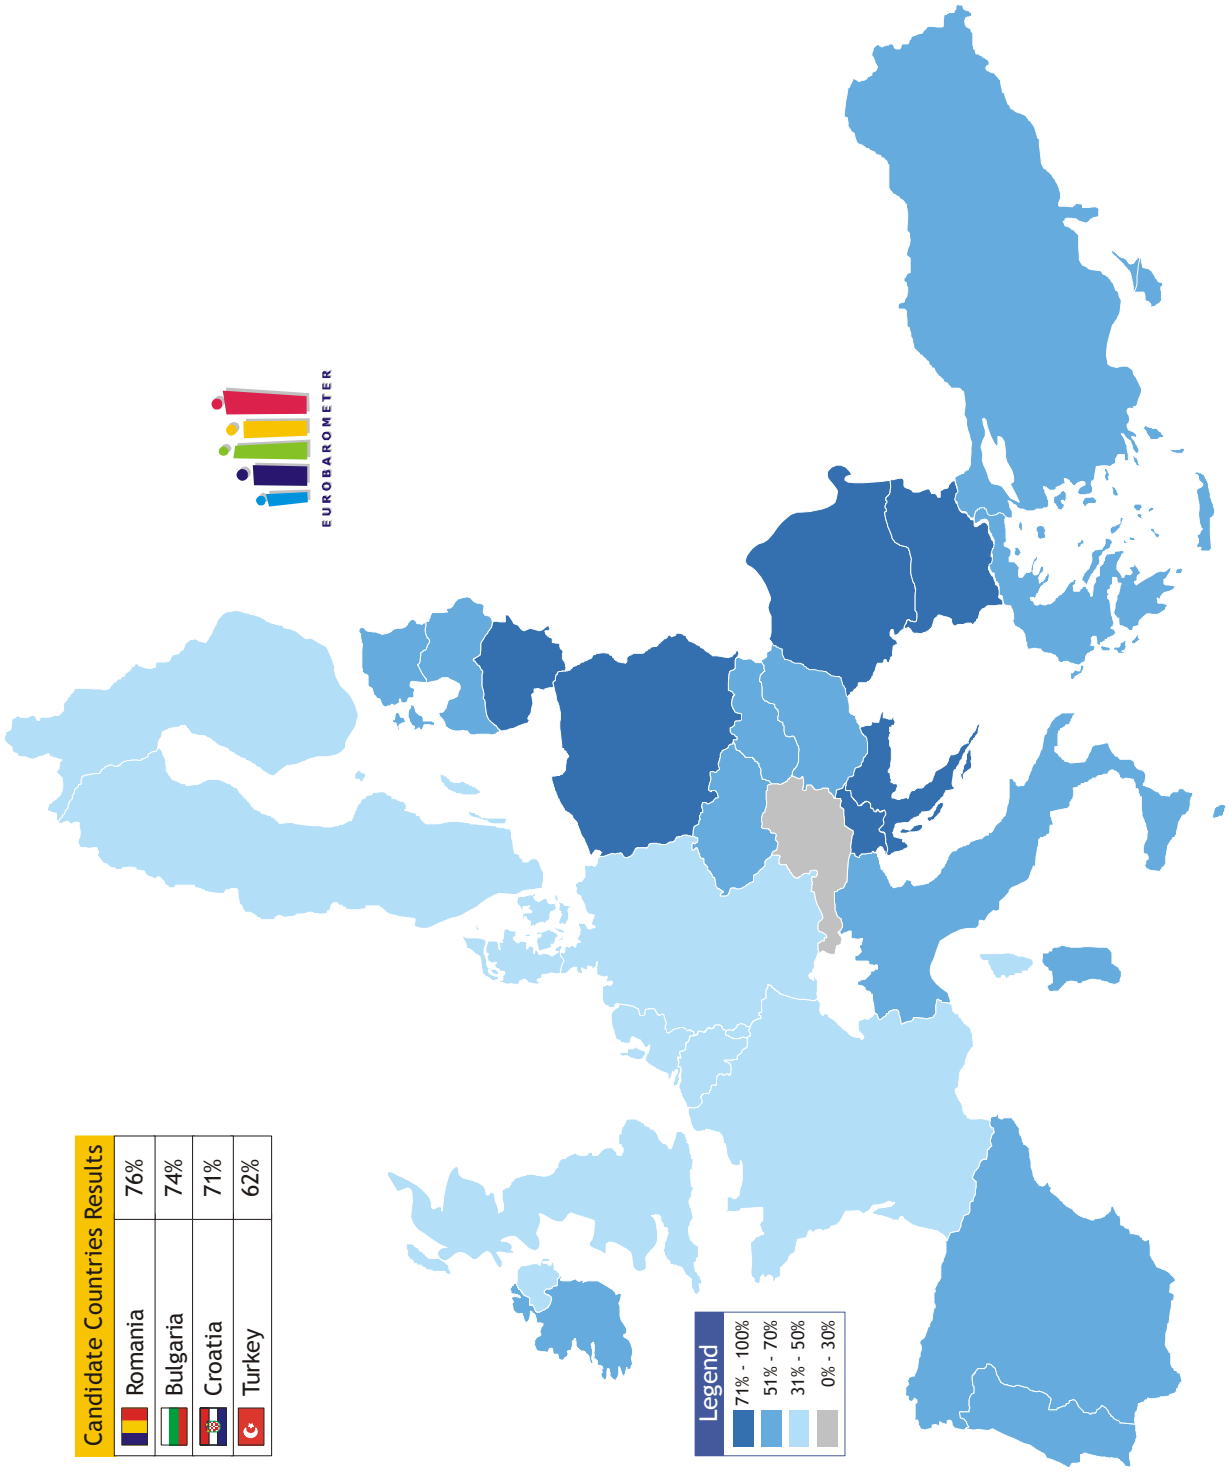 Candidate Countries Results
Romania 76%
Bulgaria 74%
Croatia 71%
Turkey 62%
EUROBAROMETER
Legend
71% - 100%
51% - 70%
31% - 50%
0% - 30%